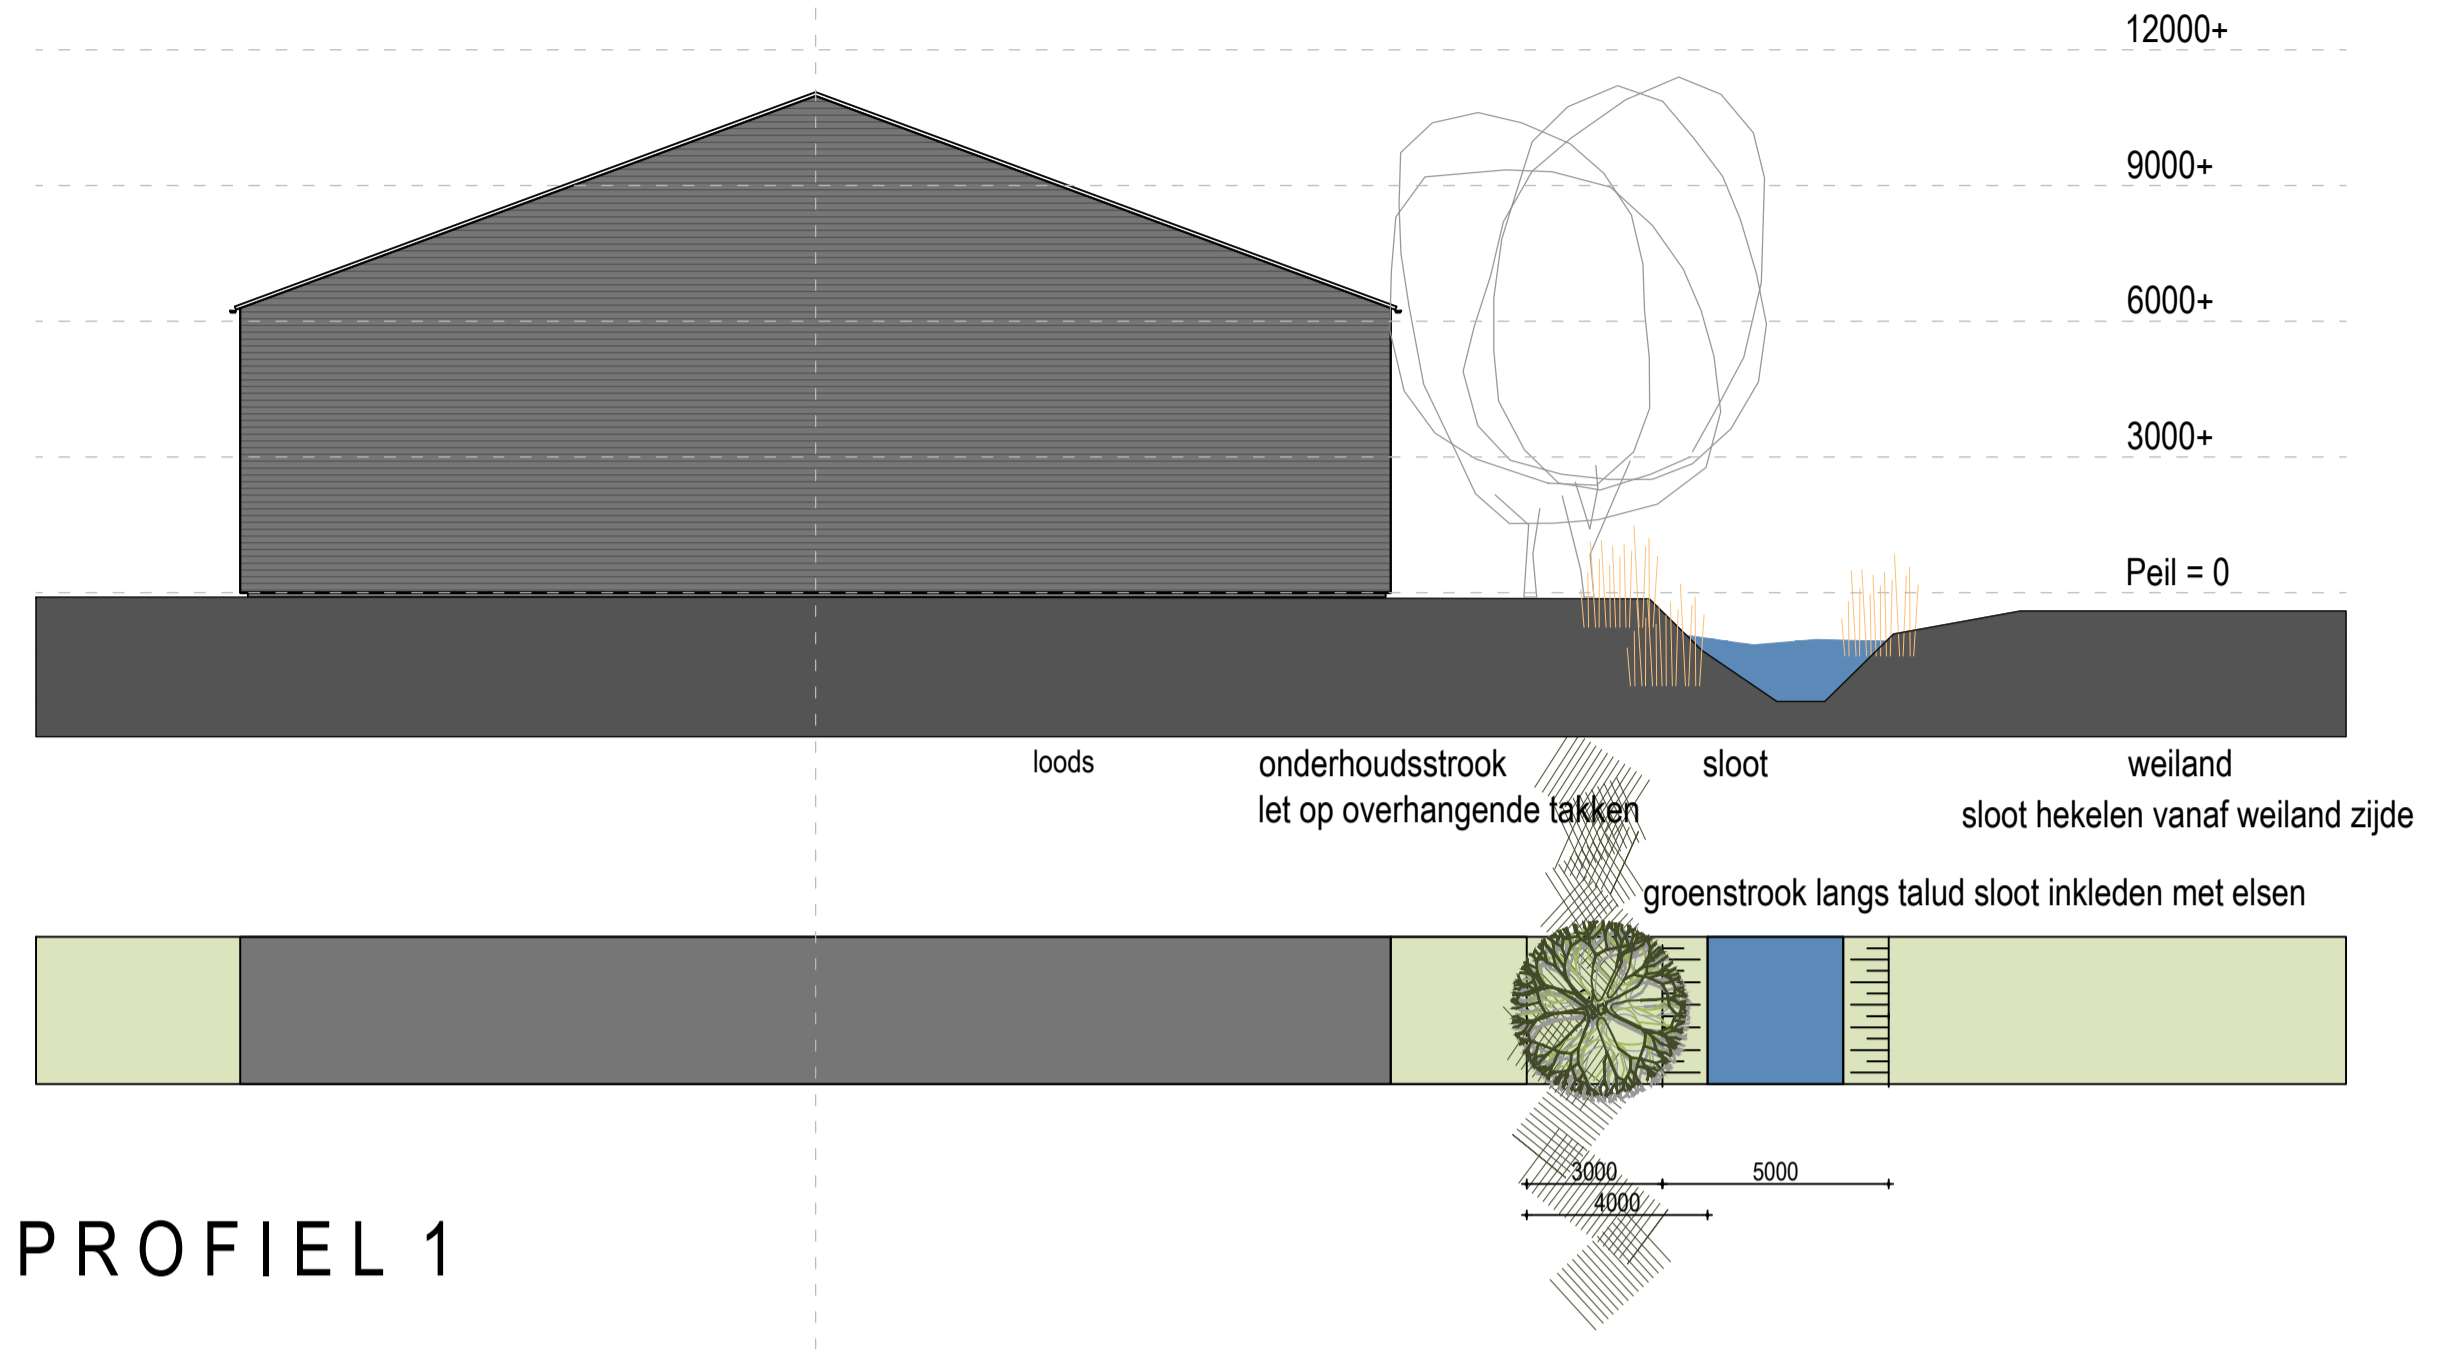 12000+
9000+
6000+
3000+
Peil = 0
loods
onderhoudsstrook
sloot
weiland
let op overhangende takken
sloot hekelen vanaf weiland zijde
groenstrook langs talud sloot inkleden met elsen
3000
5000
4000
PROFIEL 1